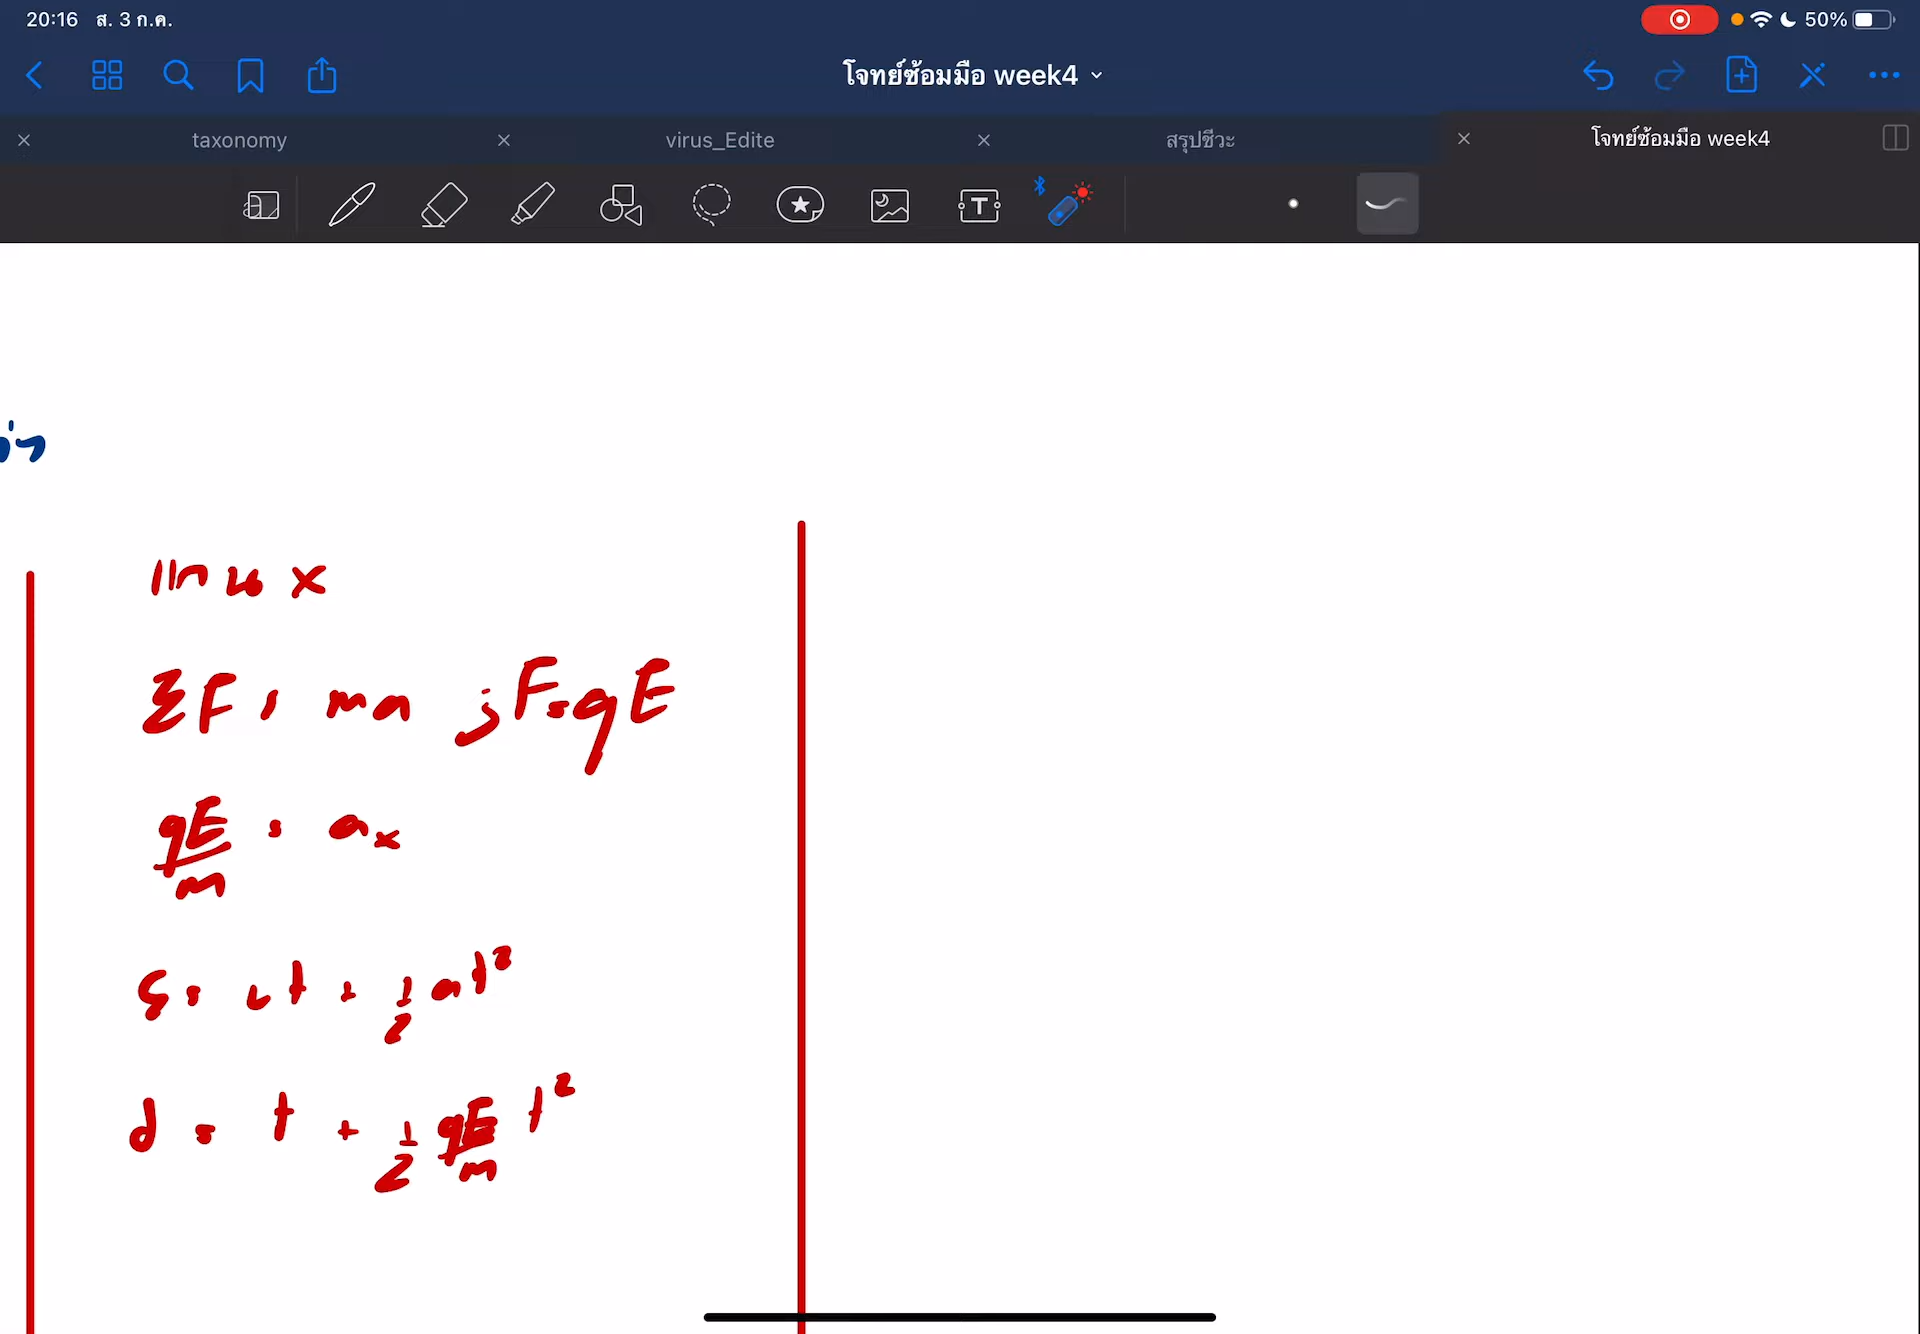 20:16 ส. 3 ก.ค. 50%
โจทย์ซ้อมมือ week4
taxonomy virus_Edite สรุปชีวะ โจทย์ซ้อมมือ week4
แกน x
ΣF = ma ; F = qE
qE/m = ax
S = ut + 1/2 at²
d = t + 1/2 qE/m t²